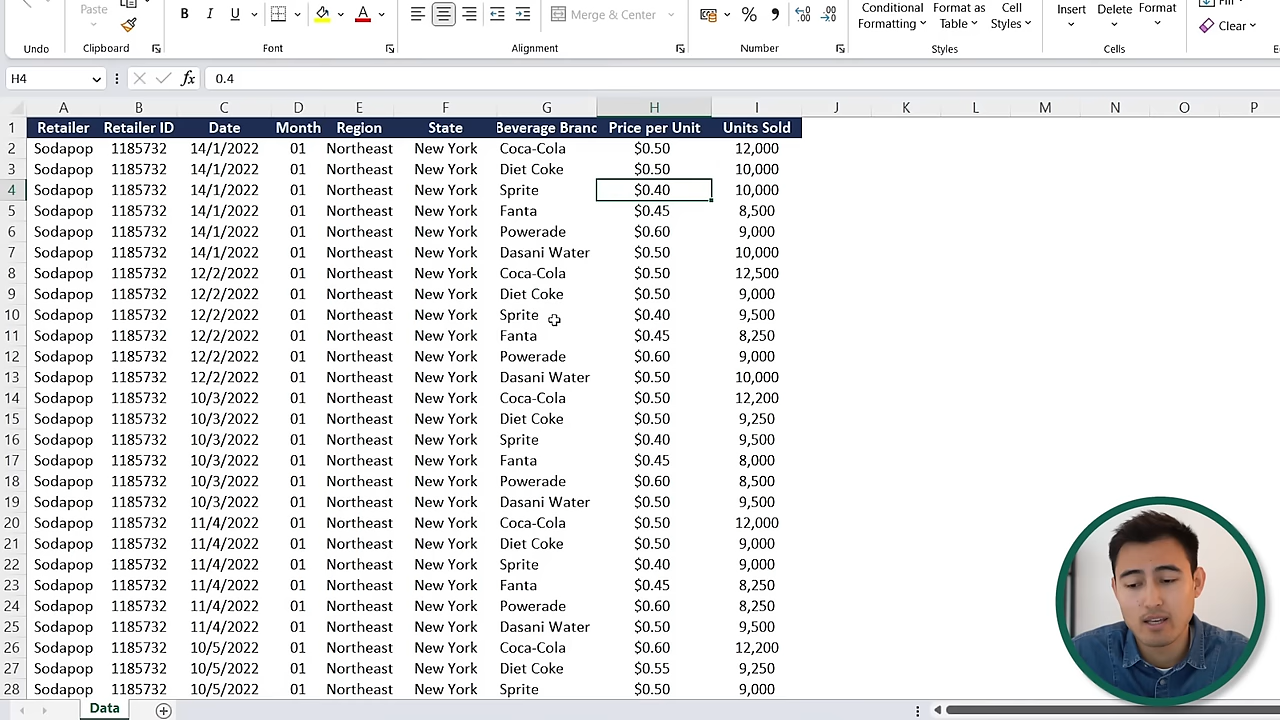 Paste
B I U A
Merge & Center
% , .00
Conditional Formatting
Format as Table
Cell Styles
Insert Delete Format
Clear
Undo Clipboard Font Alignment Number Styles Cells
H4 fx 0.4
A B C D E F G H I J K L M N O P
1 Retailer Retailer ID Date Month Region State Beverage Branc Price per Unit Units Sold
2 Sodapop 1185732 14/1/2022 01 Northeast New York Coca-Cola $0.50 12,000
3 Sodapop 1185732 14/1/2022 01 Northeast New York Diet Coke $0.50 10,000
4 Sodapop 1185732 14/1/2022 01 Northeast New York Sprite $0.40 10,000
5 Sodapop 1185732 14/1/2022 01 Northeast New York Fanta $0.45 8,500
6 Sodapop 1185732 14/1/2022 01 Northeast New York Powerade $0.60 9,000
7 Sodapop 1185732 14/1/2022 01 Northeast New York Dasani Water $0.50 10,000
8 Sodapop 1185732 12/2/2022 01 Northeast New York Coca-Cola $0.50 12,500
9 Sodapop 1185732 12/2/2022 01 Northeast New York Diet Coke $0.50 9,000
10 Sodapop 1185732 12/2/2022 01 Northeast New York Sprite $0.40 9,500
11 Sodapop 1185732 12/2/2022 01 Northeast New York Fanta $0.45 8,250
12 Sodapop 1185732 12/2/2022 01 Northeast New York Powerade $0.60 9,000
13 Sodapop 1185732 12/2/2022 01 Northeast New York Dasani Water $0.50 10,000
14 Sodapop 1185732 10/3/2022 01 Northeast New York Coca-Cola $0.50 12,200
15 Sodapop 1185732 10/3/2022 01 Northeast New York Diet Coke $0.50 9,250
16 Sodapop 1185732 10/3/2022 01 Northeast New York Sprite $0.40 9,500
17 Sodapop 1185732 10/3/2022 01 Northeast New York Fanta $0.45 8,000
18 Sodapop 1185732 10/3/2022 01 Northeast New York Powerade $0.60 8,500
19 Sodapop 1185732 10/3/2022 01 Northeast New York Dasani Water $0.50 9,500
20 Sodapop 1185732 11/4/2022 01 Northeast New York Coca-Cola $0.50 12,000
21 Sodapop 1185732 11/4/2022 01 Northeast New York Diet Coke $0.50 9,000
22 Sodapop 1185732 11/4/2022 01 Northeast New York Sprite $0.40 9,000
23 Sodapop 1185732 11/4/2022 01 Northeast New York Fanta $0.45 8,250
24 Sodapop 1185732 11/4/2022 01 Northeast New York Powerade $0.60 8,250
25 Sodapop 1185732 11/4/2022 01 Northeast New York Dasani Water $0.50 9,500
26 Sodapop 1185732 10/5/2022 01 Northeast New York Coca-Cola $0.60 12,200
27 Sodapop 1185732 10/5/2022 01 Northeast New York Diet Coke $0.55 9,250
28 Sodapop 1185732 10/5/2022 01 Northeast New York Sprite $0.50 9,000
Data